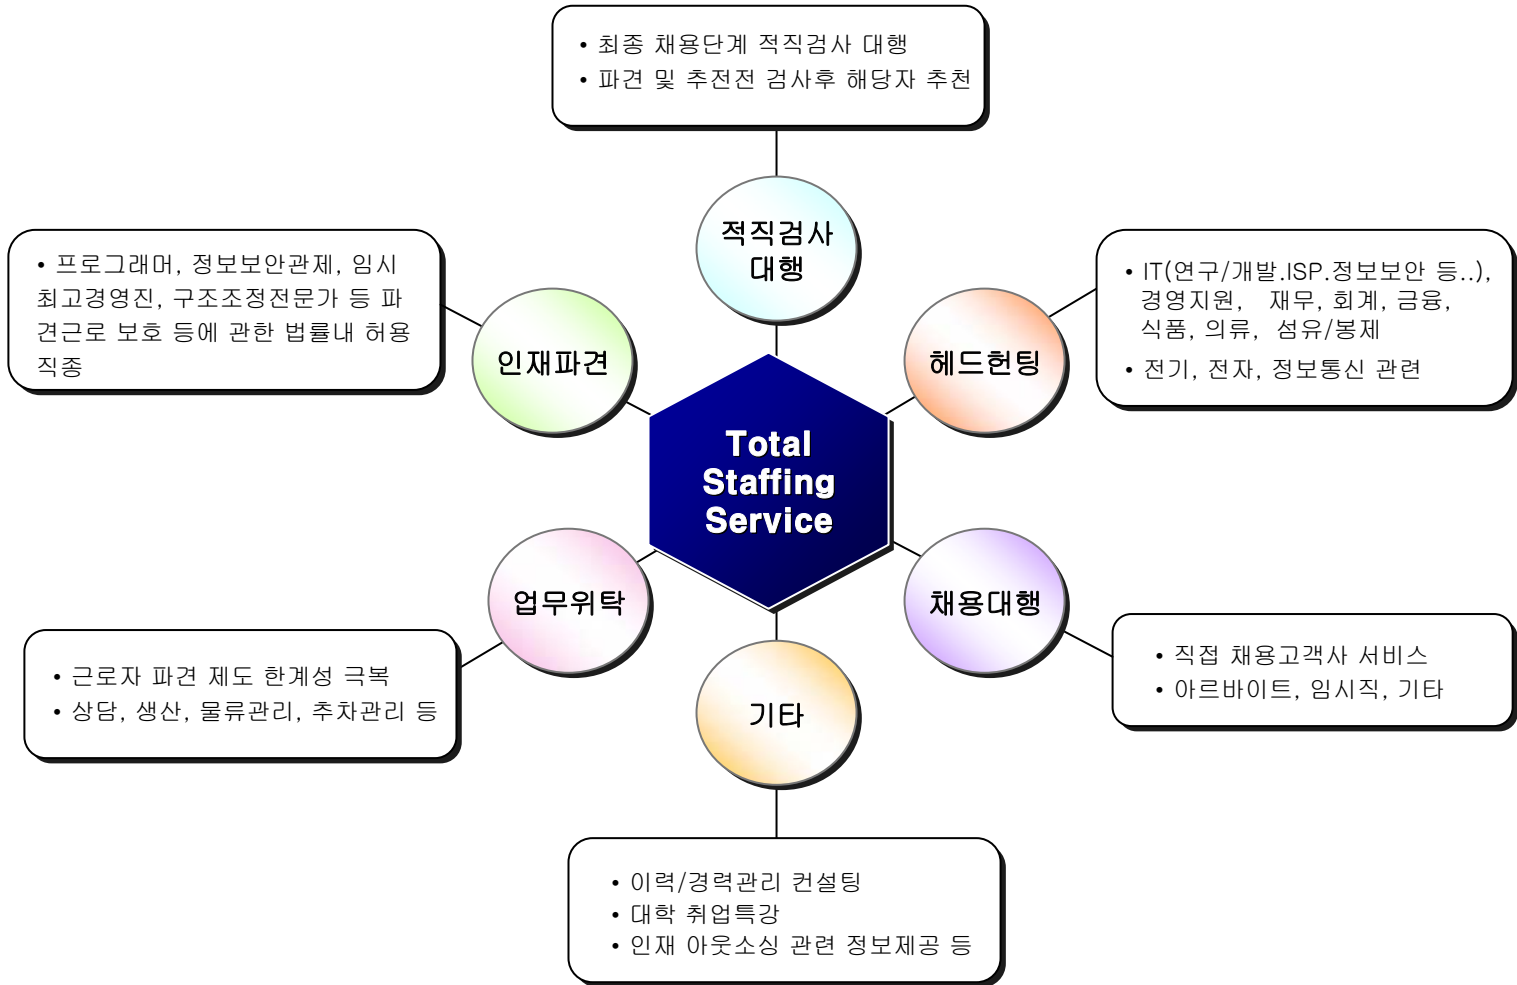 • 최종 채용단계 적직검사 대행
• 파견 및 추전전 검사후 해당자 추천
적직검사
대행
• 프로그래머, 정보보안관제, 임시
최고경영진, 구조조정전문가 등 파
견근로 보호 등에 관한 법률내 허용
직종
인재파견
헤드헌팅
• IT(연구/개발.ISP.정보보안 등..),
경영지원, 재무, 회계, 금융,
식품, 의류, 섬유/봉제
• 전기, 전자, 정보통신 관련
Total
Staffing
Service
업무위탁
• 근로자 파견 제도 한계성 극복
• 상담, 생산, 물류관리, 추차관리 등
채용대행
• 직접 채용고객사 서비스
• 아르바이트, 임시직, 기타
기타
• 이력/경력관리 컨설팅
• 대학 취업특강
• 인재 아웃소싱 관련 정보제공 등